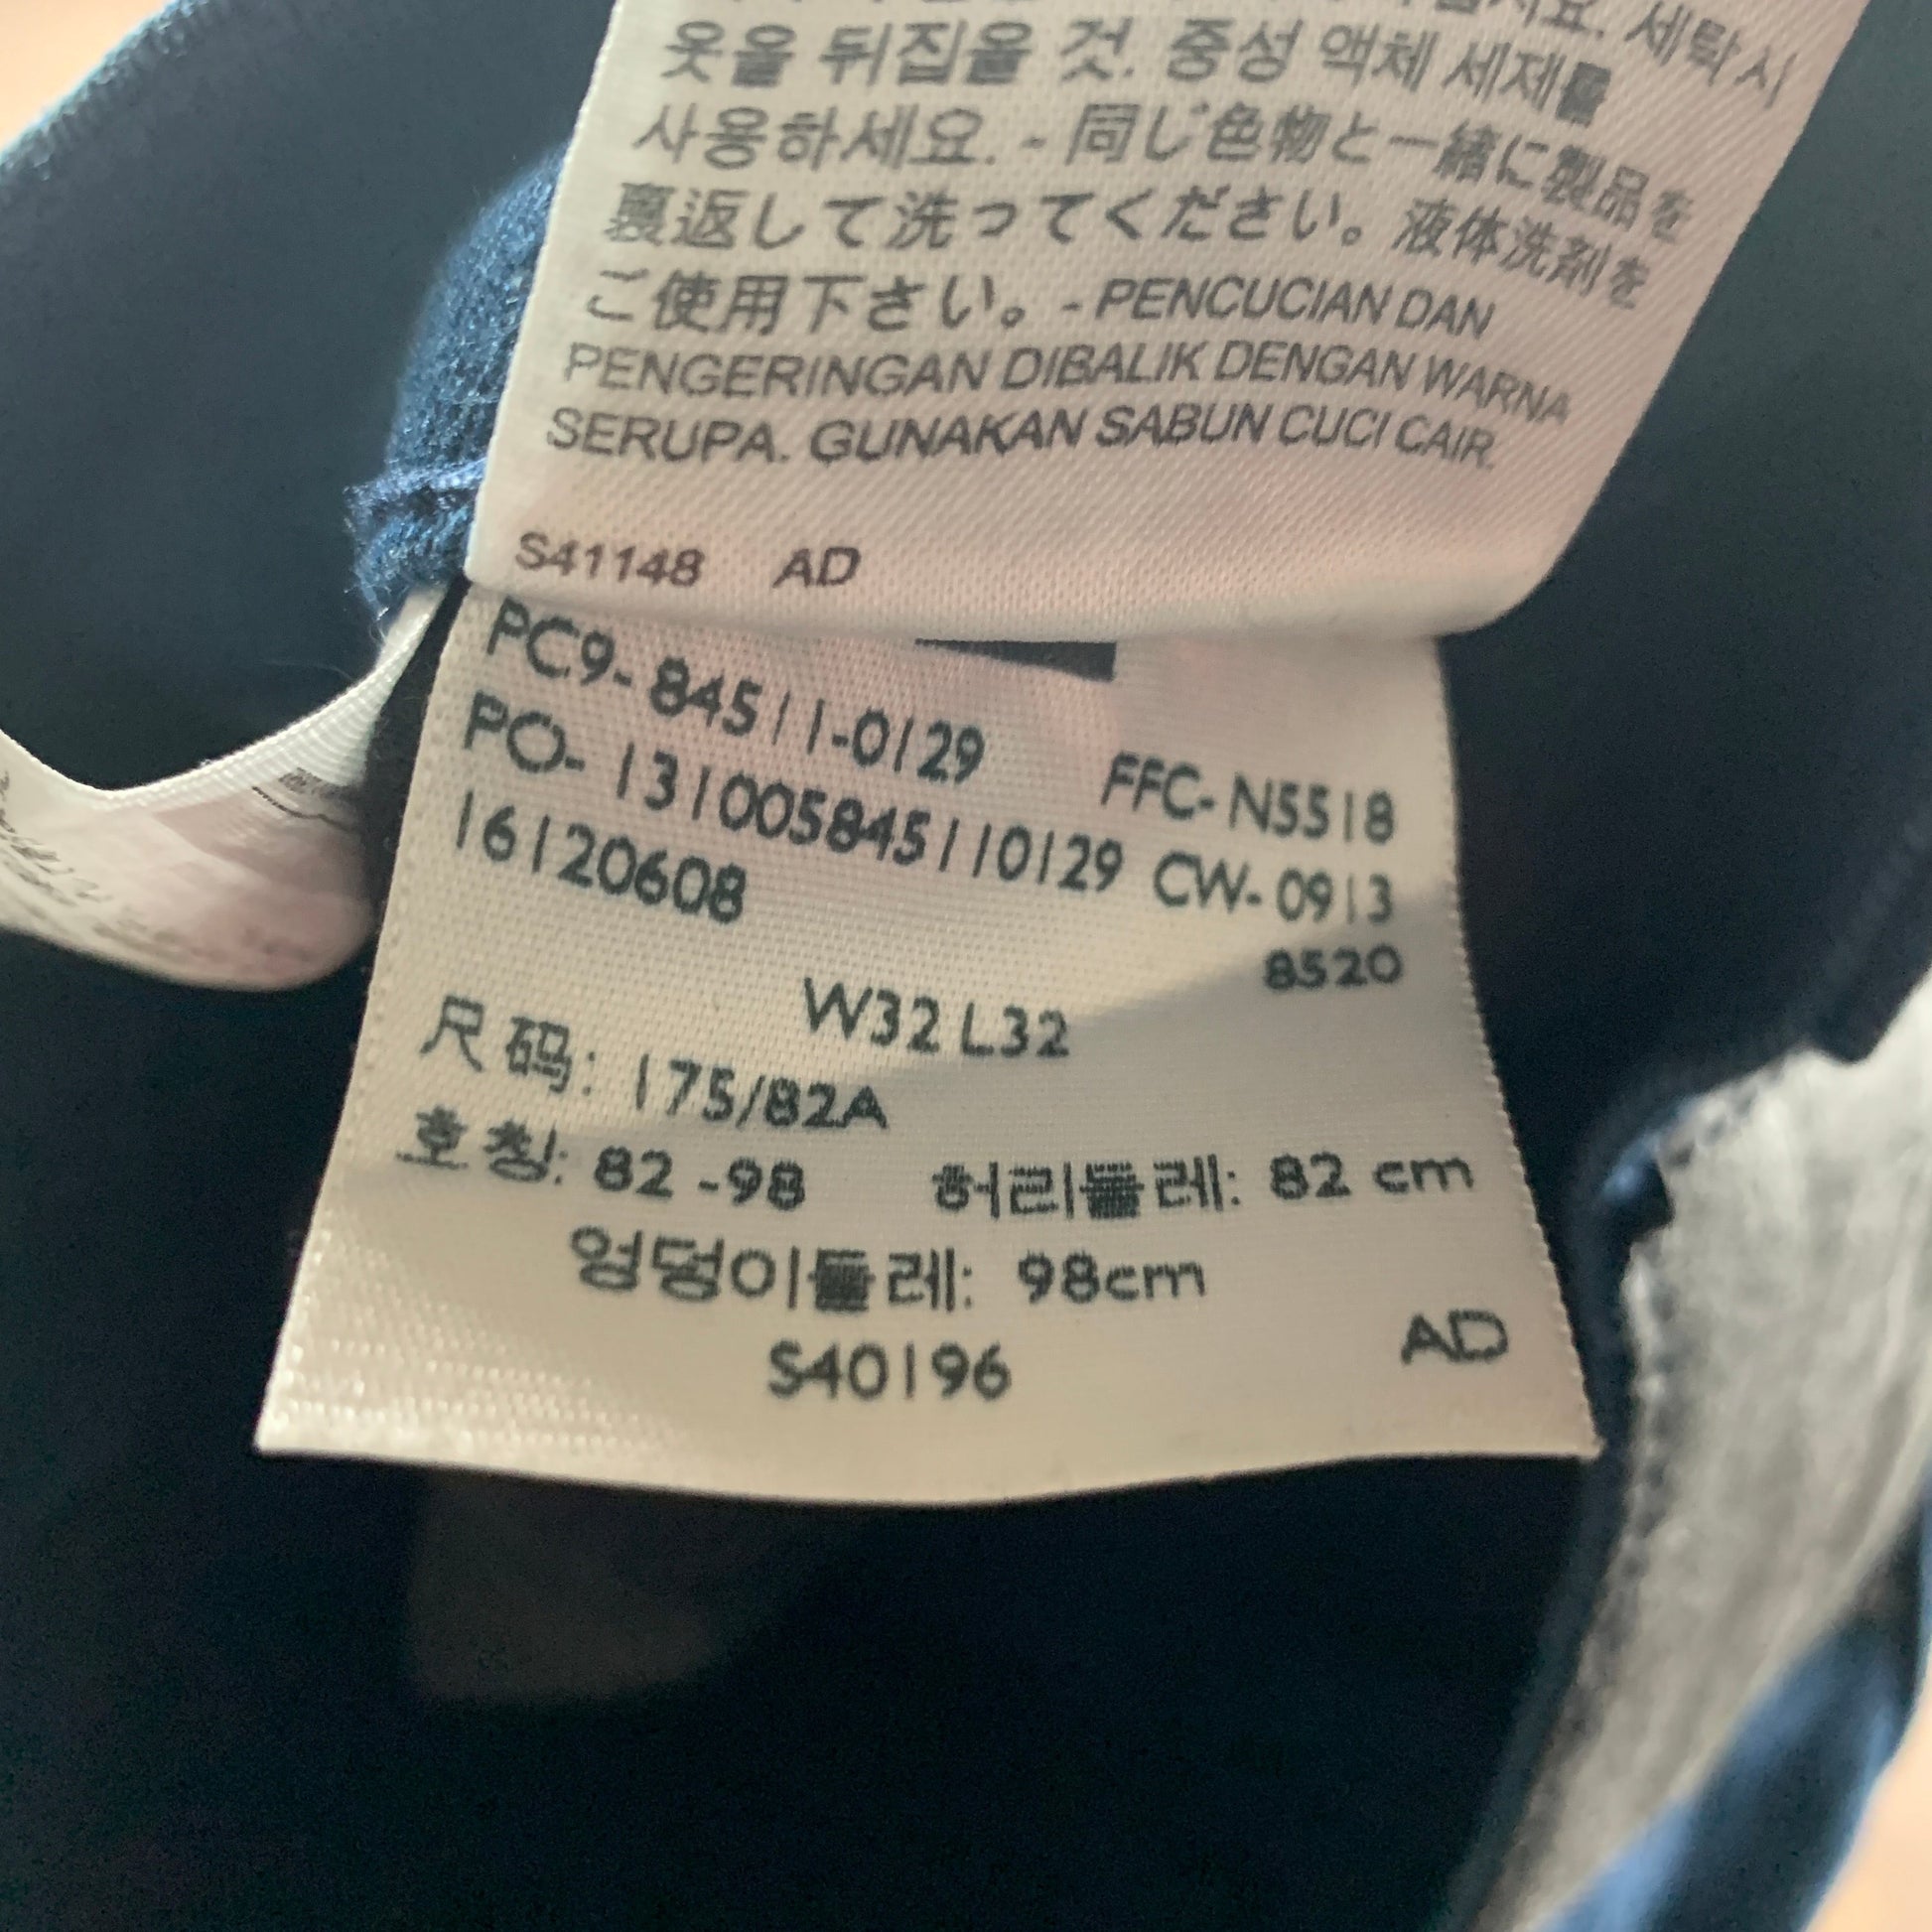 세탁 시
옷을 뒤집을 것. 중성 액체 세제를
사용하세요. - 同じ色物と一緒に製品を
裏返して洗ってください。液体洗剤を
ご使用下さい。- PENCUCIAN DAN
PENGERINGAN DIBALIK DENGAN WARNA
SERUPA. GUNAKAN SABUN CUCI CAIR.
S41148 AD
PC9- 84511-0129 FFC- N5518
PO- 131005845110129 CW- 0913
16120608 8520
W32 L32
尺码: 175/82A
호칭: 82 -98 허리둘레: 82 cm
엉덩이둘레: 98cm
S40196 AD